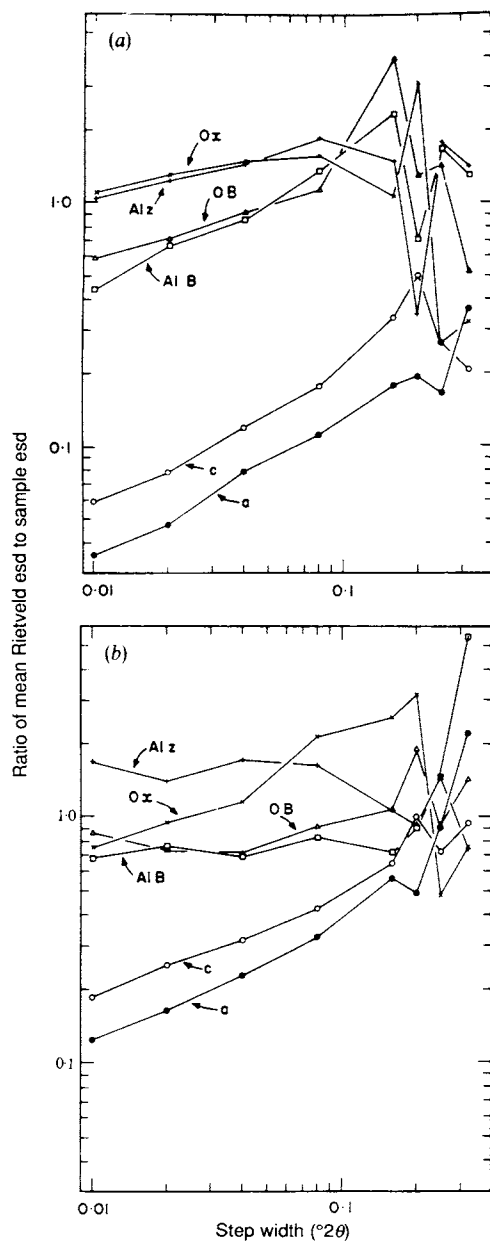 (a)
Ox
Al z
OB
Al B
1·0
c
a
0·1
0·01
0·1
Ratio of mean Rietveld esd to sample esd
(b)
Al z
Ox
OB
1·0
Al B
c
a
0·1
0·01
0·1
Step width (°2θ)